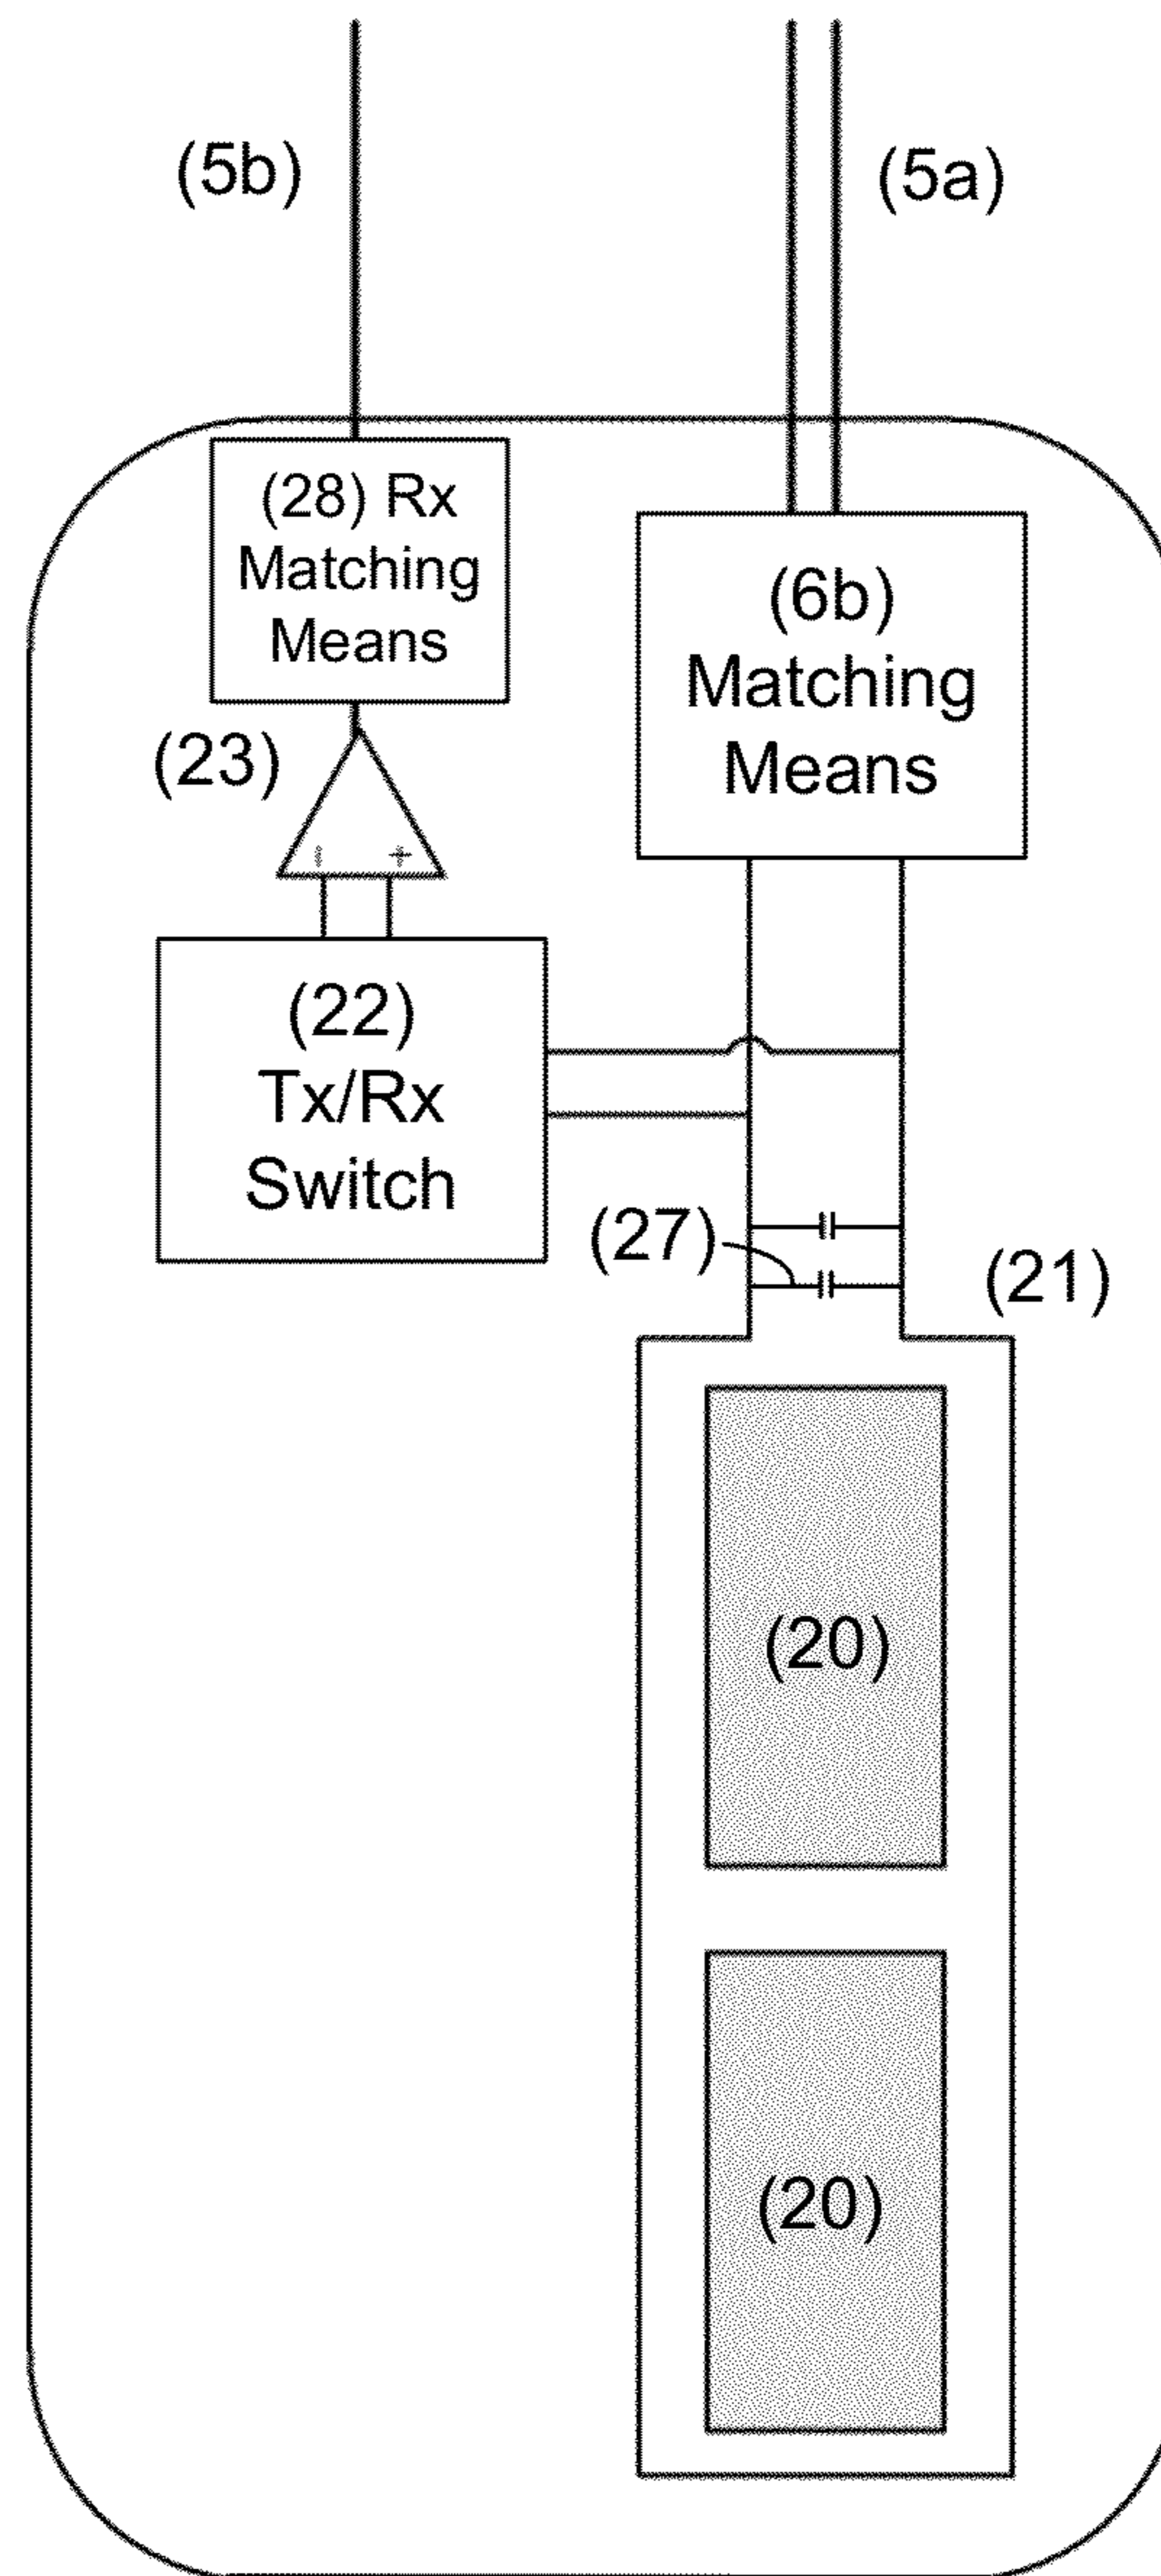 (5b)
(5a)
(28) Rx
Matching
Means
(6b)
Matching
Means
(23)
- +
(22)
Tx/Rx
Switch
(27)
(21)
(20)
(20)